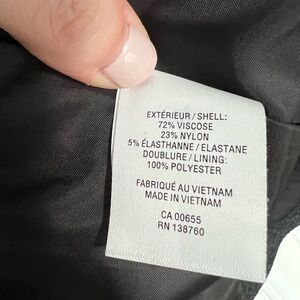 EXTÉRIEUR / SHELL:
72% VISCOSE
23% NYLON
5% ÉLASTHANNE / ELASTANE
DOUBLURE / LINING:
100% POLYESTER
FABRIQUÉ AU VIETNAM
MADE IN VIETNAM
CA 00655
RN 138760